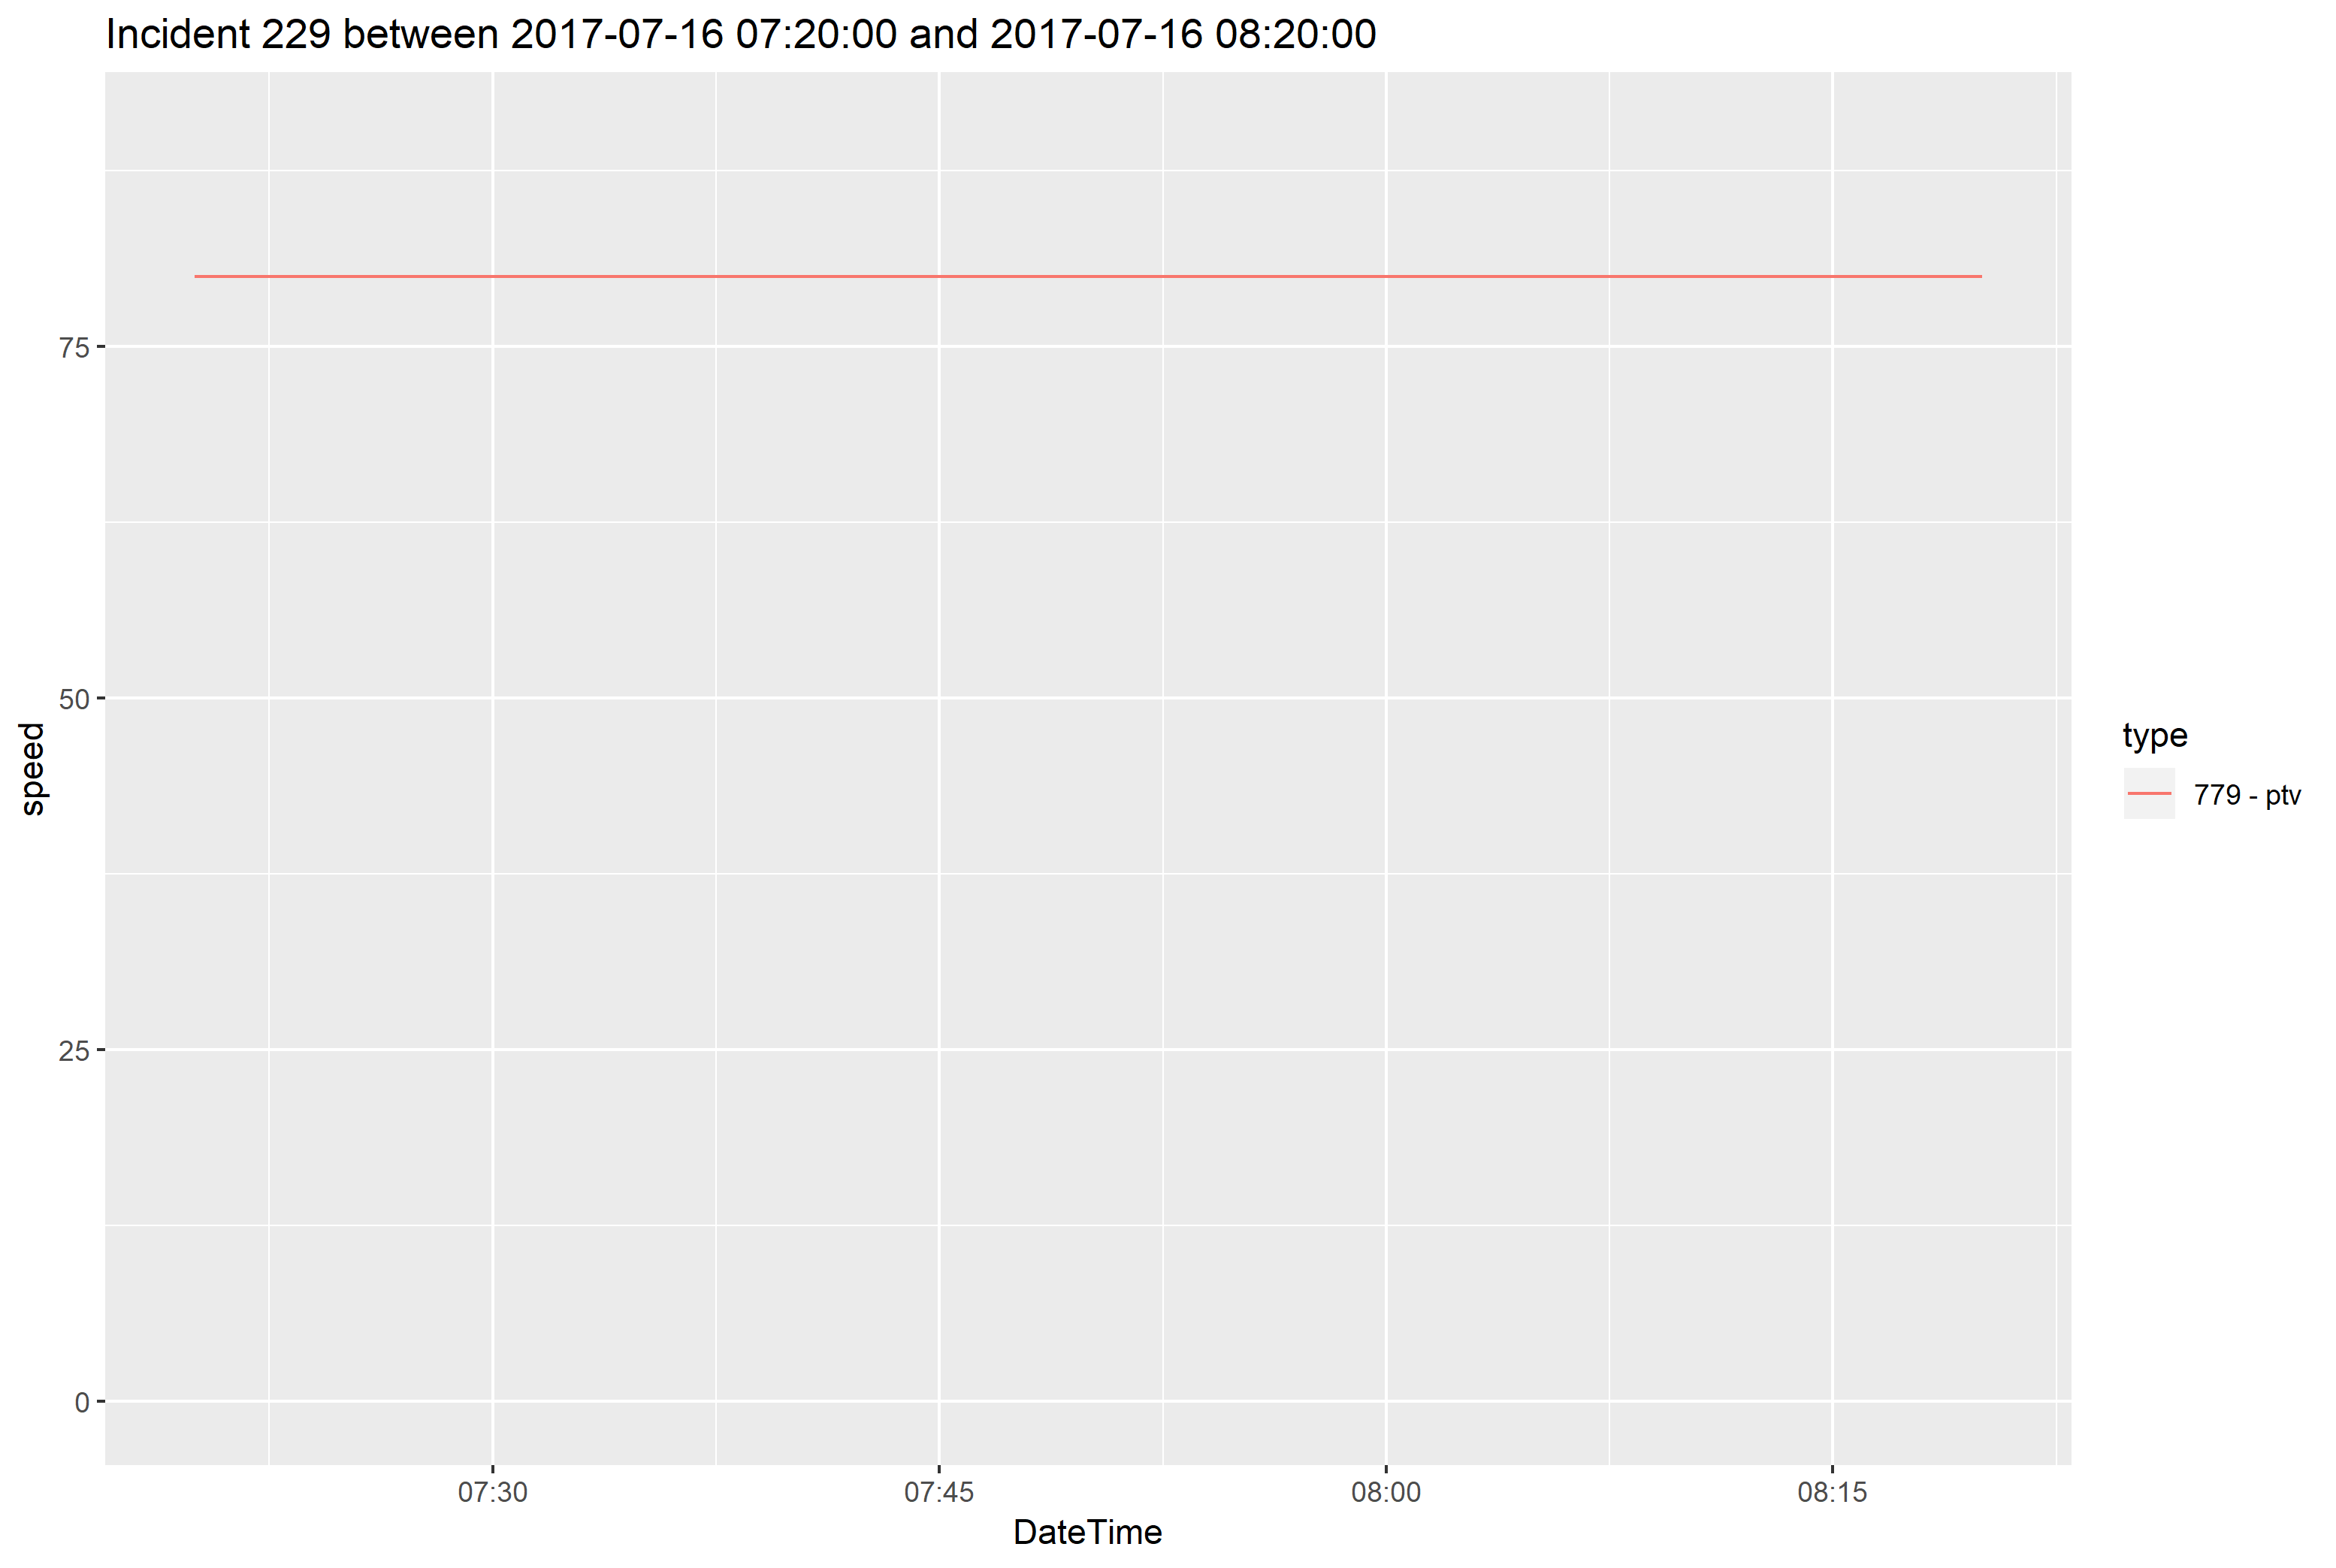 Incident 229 between 2017-07-16 07:20:00 and 2017-07-16 08:20:00
75
50
25
0
speed
07:30 07:45 08:00 08:15
DateTime
type
779 - ptv